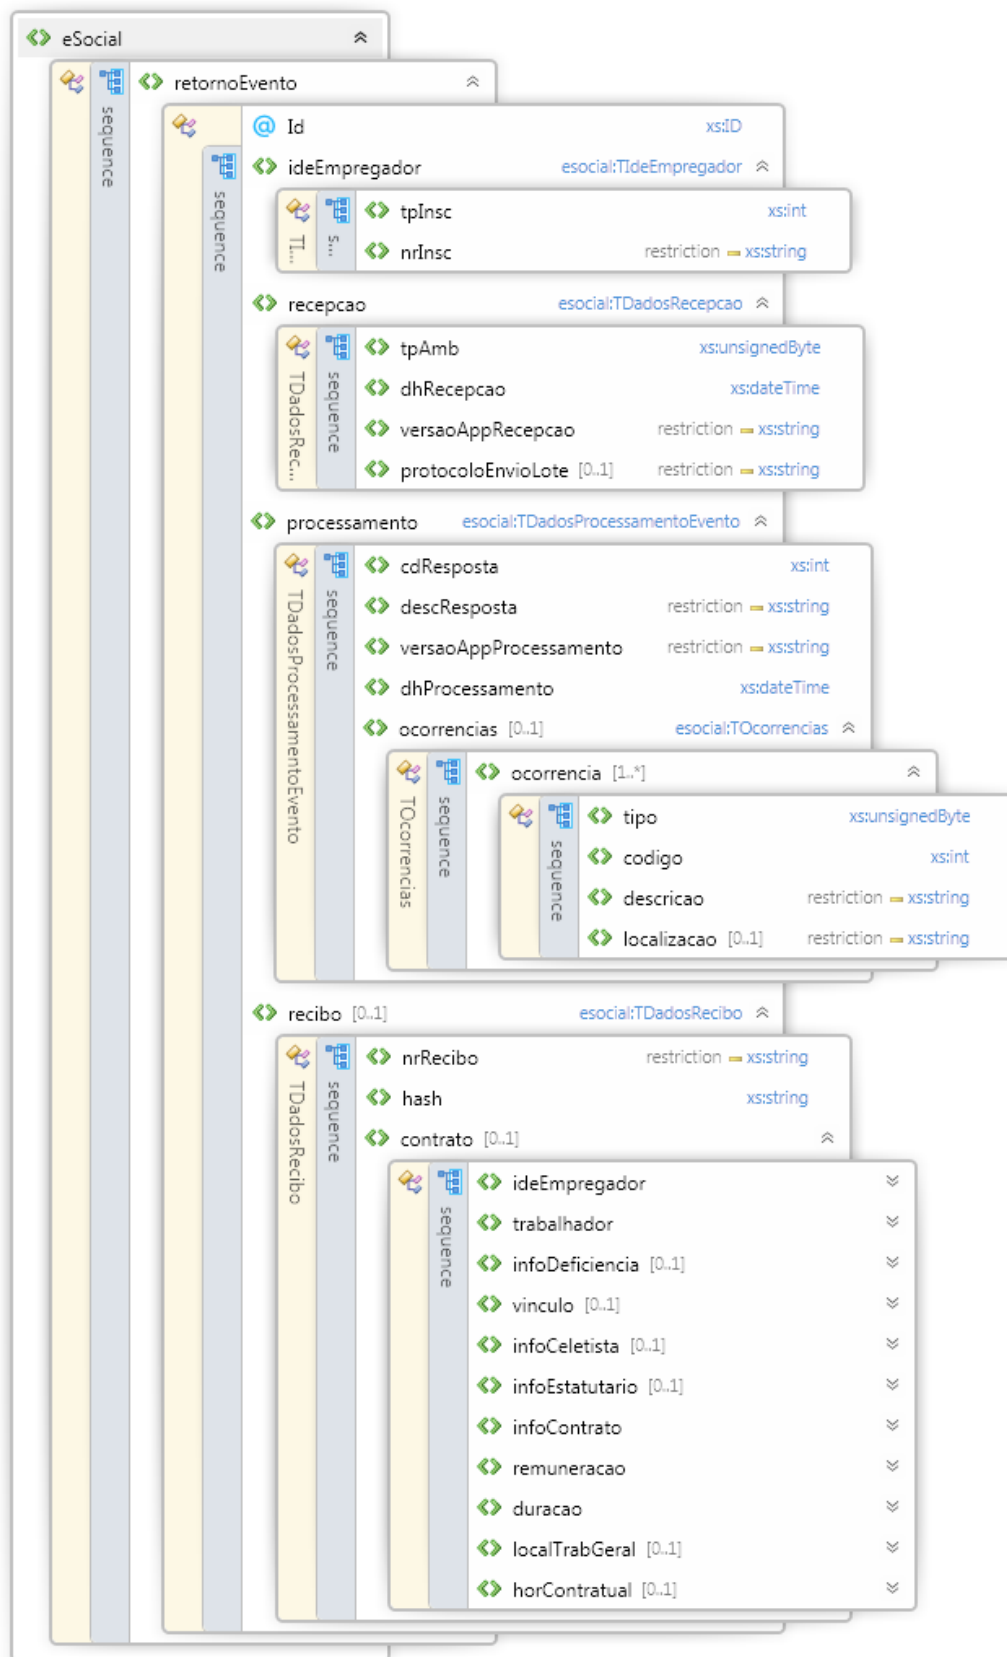 eSocial
sequence
retornoEvento
sequence
@ Id xs:ID
ideEmpregador esocial:TIdeEmpregador
TI...
s...
tpInsc xs:int
nrInsc restriction xs:string
recepcao esocial:TDadosRecepcao
TDadosRec...
sequence
tpAmb xs:unsignedByte
dhRecepcao xs:dateTime
versaoAppRecepcao restriction xs:string
protocoloEnvioLote [0..1] restriction xs:string
processamento esocial:TDadosProcessamentoEvento
TDadosProcessamentoEvento
sequence
cdResposta xs:int
descResposta restriction xs:string
versaoAppProcessamento restriction xs:string
dhProcessamento xs:dateTime
ocorrencias [0..1] esocial:TOcorrencias
TOcorrencias
sequence
ocorrencia [1..*]
sequence
tipo xs:unsignedByte
codigo xs:int
descricao restriction xs:string
localizacao [0..1] restriction xs:string
recibo [0..1] esocial:TDadosRecibo
TDadosRecibo
sequence
nrRecibo restriction xs:string
hash xs:string
contrato [0..1]
sequence
ideEmpregador
trabalhador
infoDeficiencia [0..1]
vinculo [0..1]
infoCeletista [0..1]
infoEstatutario [0..1]
infoContrato
remuneracao
duracao
localTrabGeral [0..1]
horContratual [0..1]